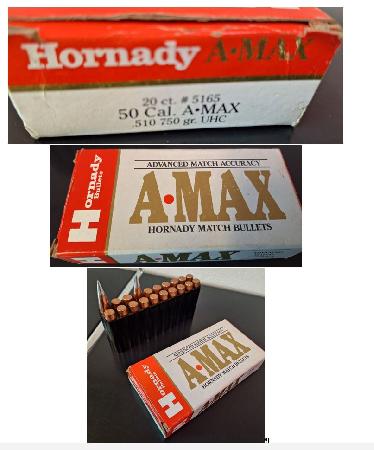 Hornady A•MAX
20 ct. # 5165
50 Cal. A•MAX
.510 750 gr. UHC
Hornady
Bullets
ADVANCED MATCH ACCURACY
A•MAX
HORNADY MATCH BULLETS
A•MAX
Hornady
A•MAX
HORNADY MATCH BULLETS